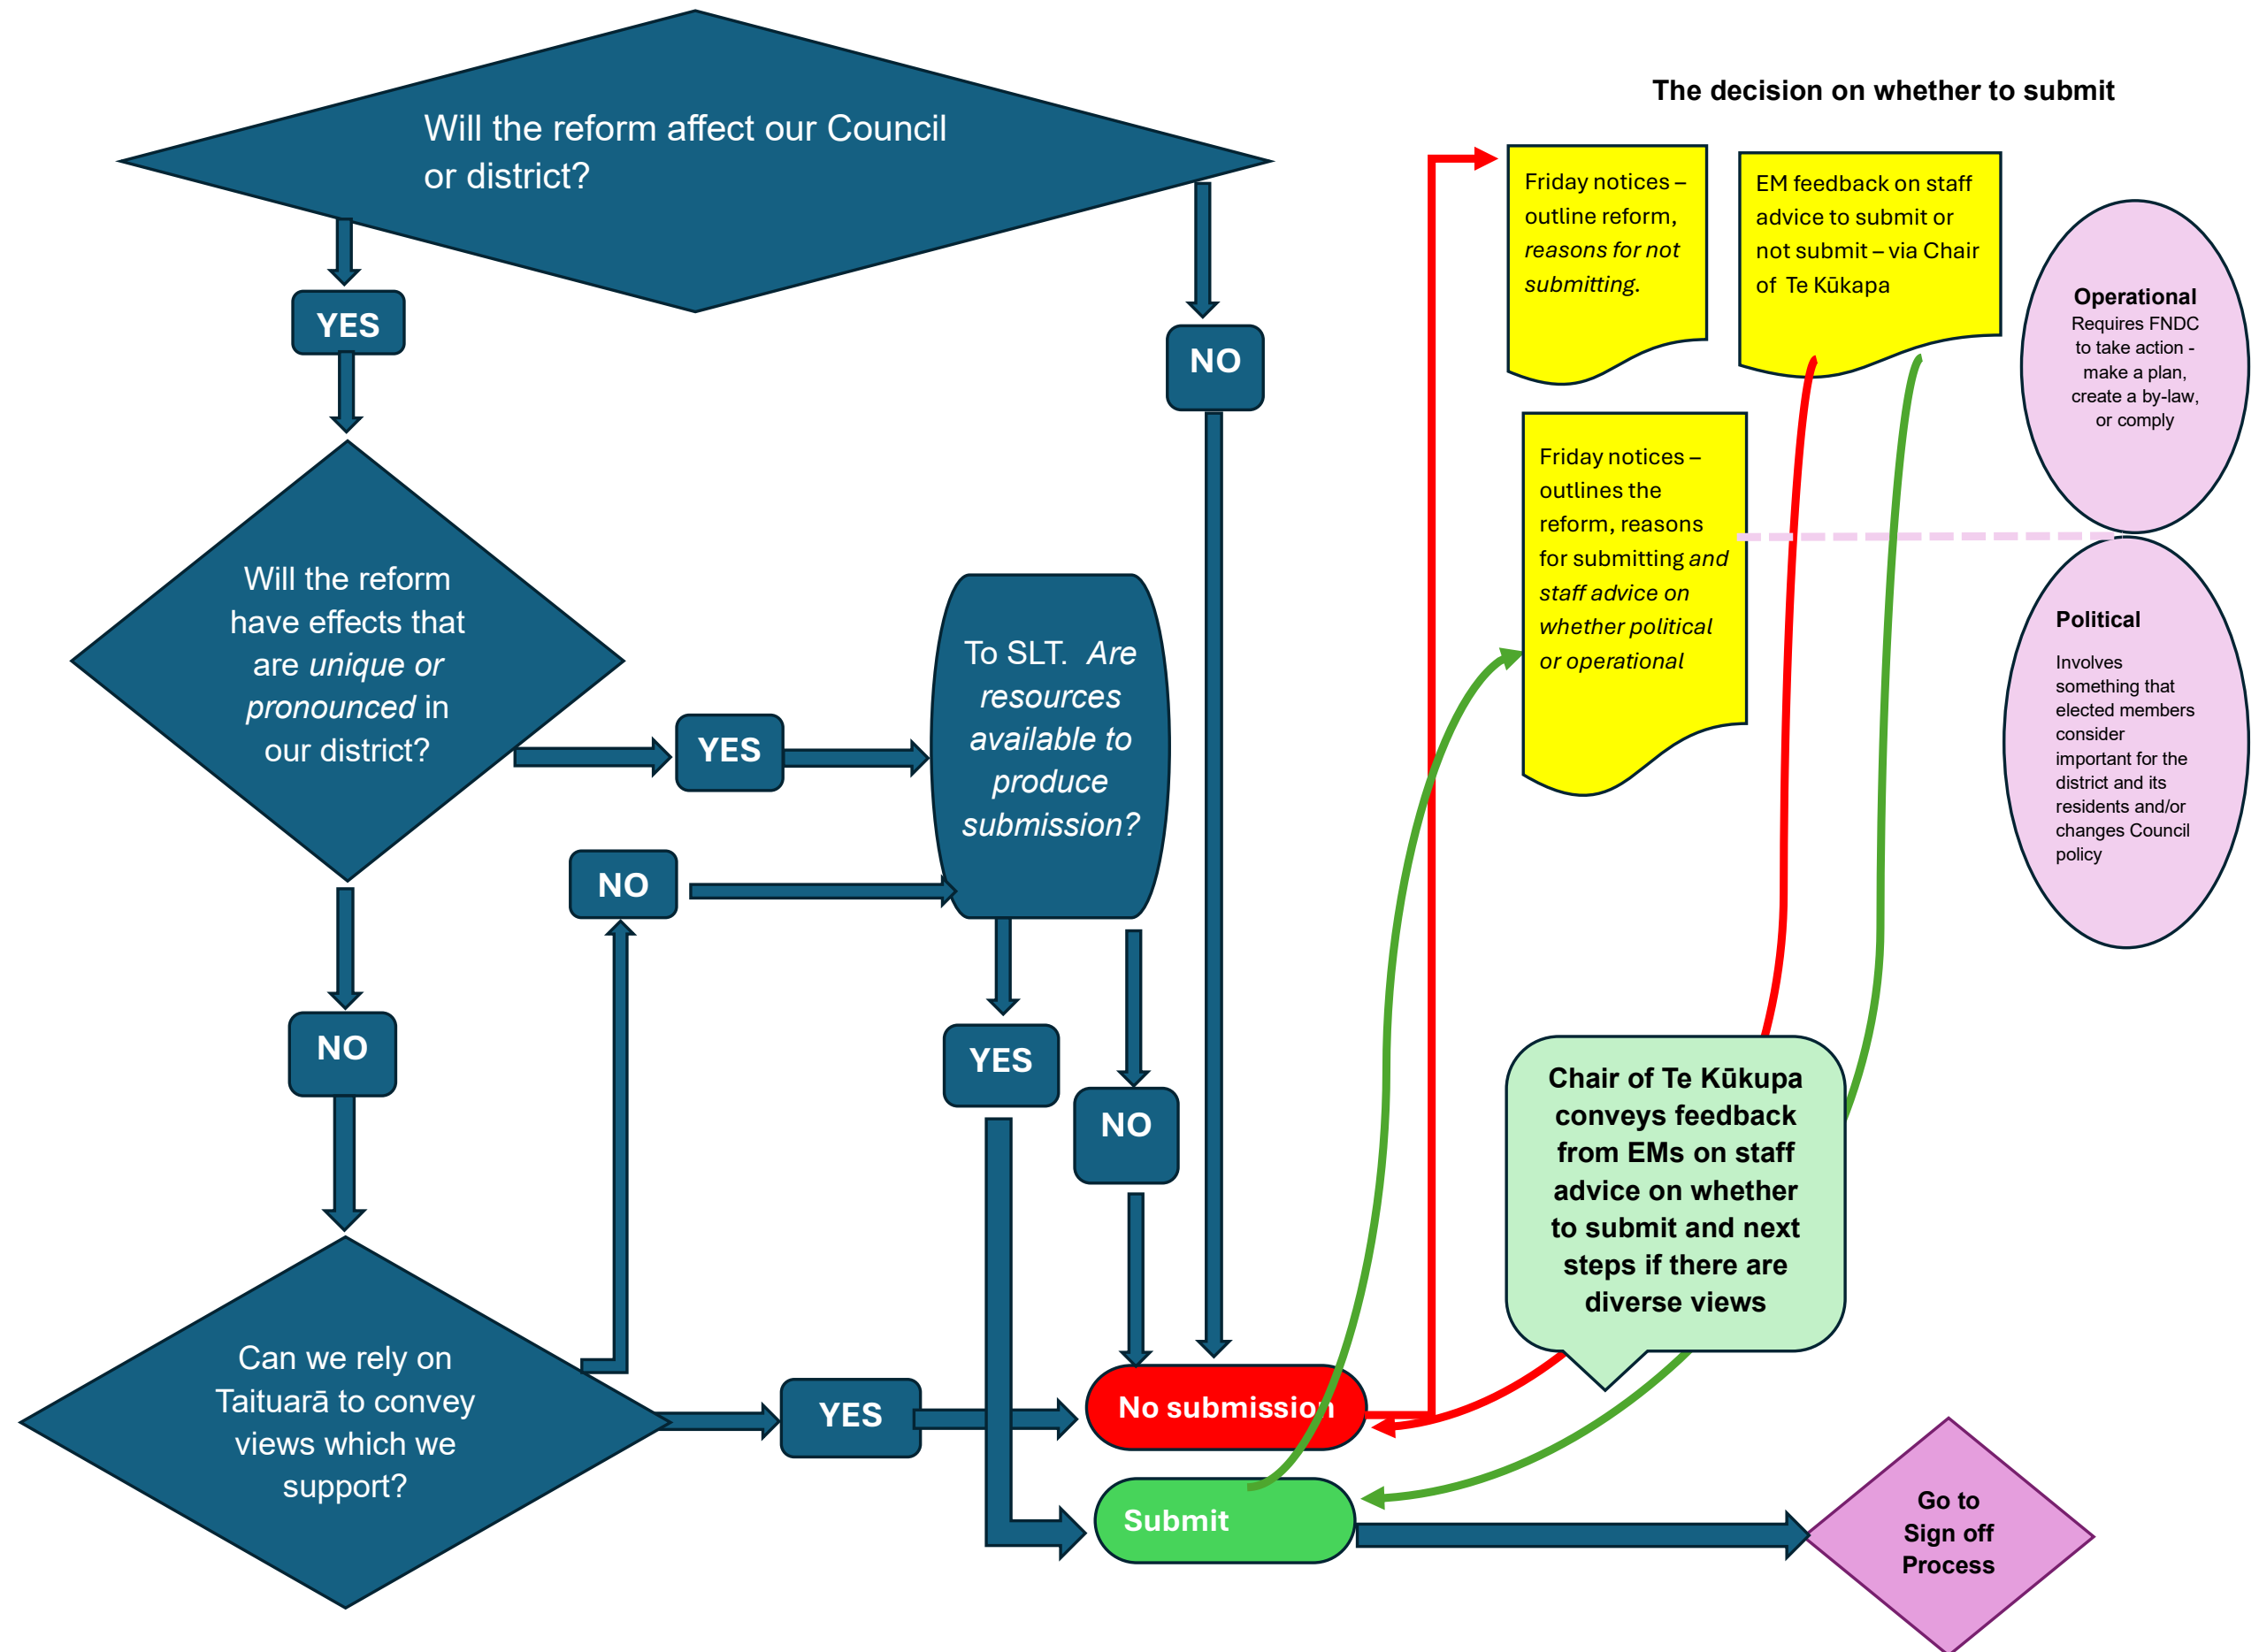 The decision on whether to submit
Will the reform affect our Council
or district?
YES
NO
Will the reform
have effects that
are unique or
pronounced in
our district?
YES
NO
To SLT.  Are
resources
available to
produce
submission?
NO
YES
NO
Can we rely on
Taituarā to convey
views which we
support?
YES
No submission
Submit
Friday notices –
outline reform,
reasons for not
submitting.
EM feedback on staff
advice to submit or
not submit – via Chair
of  Te Kūkapa
Friday notices –
outlines the
reform, reasons
for submitting and
staff advice on
whether political
or operational
Operational
Requires FNDC
to take action -
make a plan,
create a by-law,
or comply
Political
Involves
something that
elected members
consider
important for the
district and its
residents and/or
changes Council
policy
Chair of Te Kūkupa
conveys feedback
from EMs on staff
advice on whether
to submit and next
steps if there are
diverse views
Go to
Sign off
Process